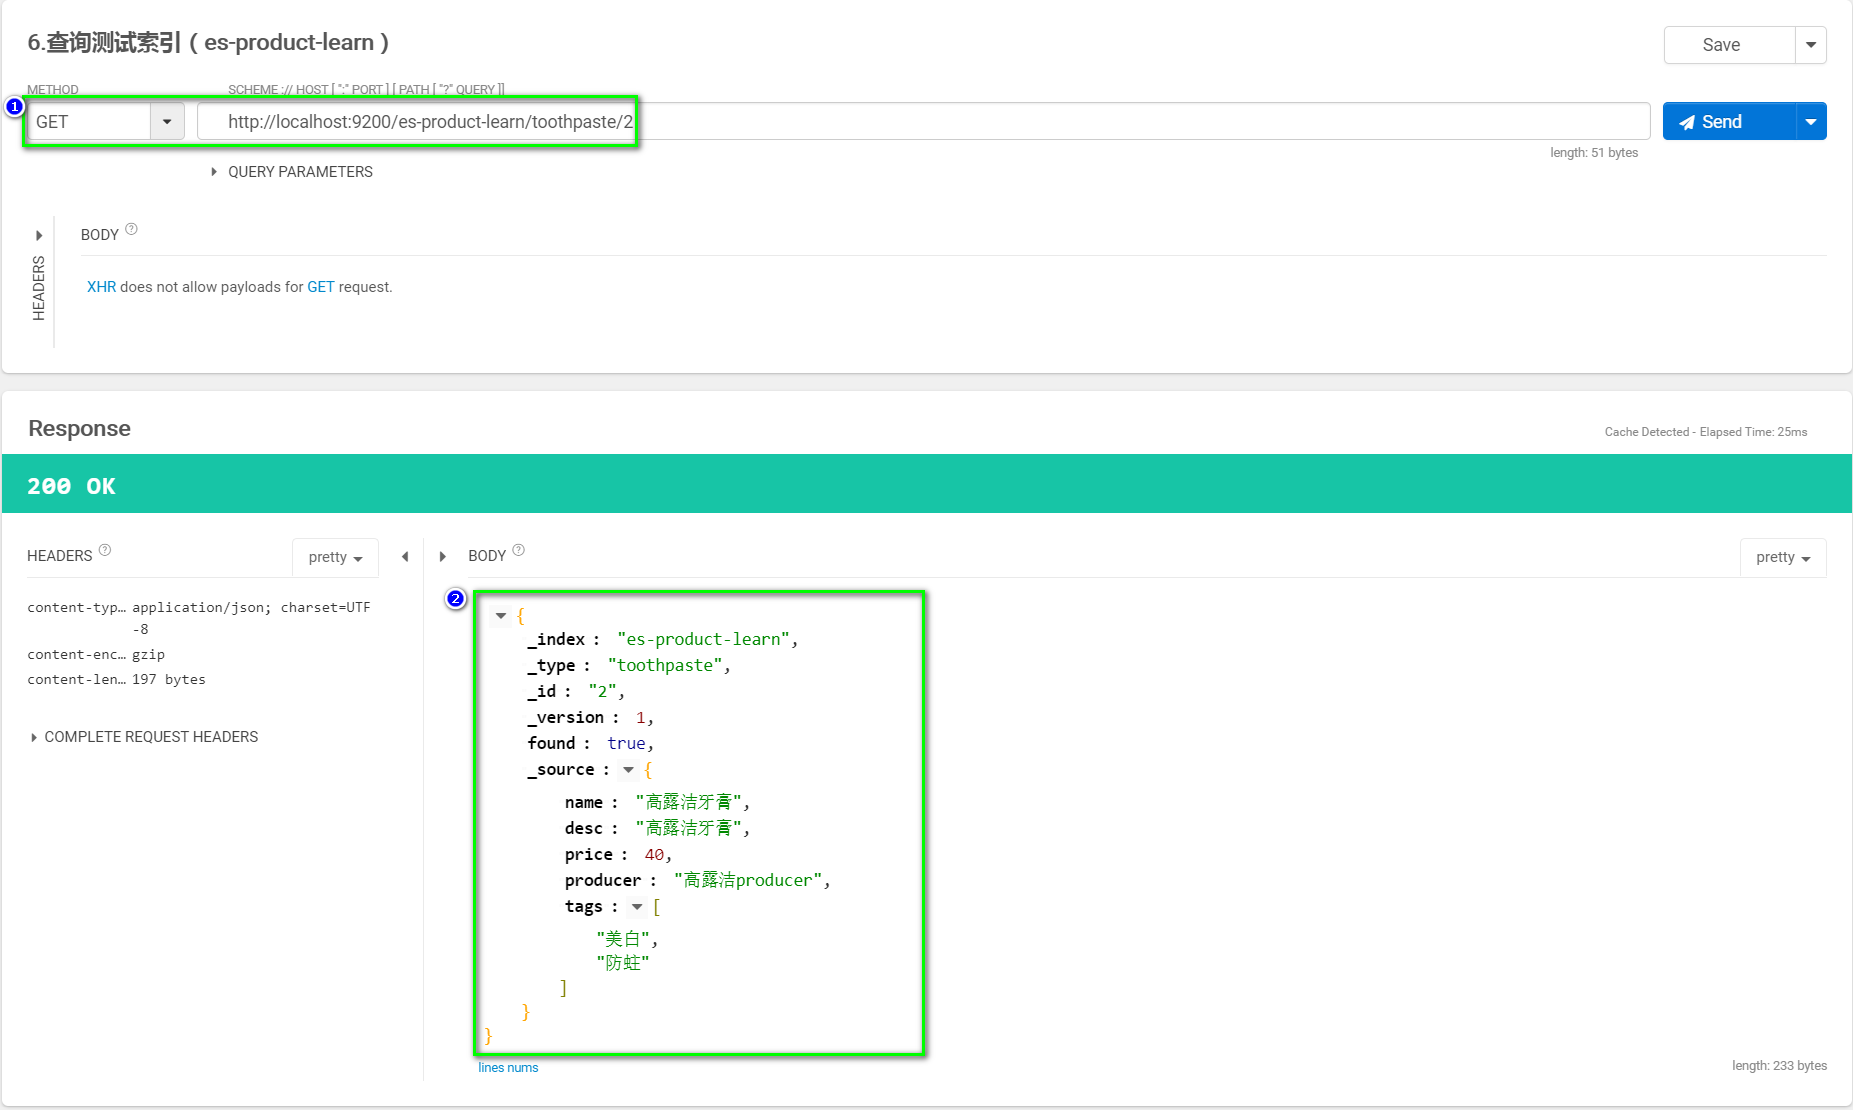 6.查询测试索引 ( es-product-learn )
Save
METHOD
SCHEME :// HOST [ ":" PORT ] [ PATH [ "?" QUERY ]]
1
GET
http://localhost:9200/es-product-learn/toothpaste/2
Send
length: 51 bytes
QUERY PARAMETERS
HEADERS
BODY ?
XHR does not allow payloads for GET request.
Response
Cache Detected - Elapsed Time: 25ms
200 OK
HEADERS ?
pretty
content-typ... application/json; charset=UTF
-8
content-enc... gzip
content-len... 197 bytes
COMPLETE REQUEST HEADERS
BODY ?
pretty
2
{
_index : "es-product-learn",
_type : "toothpaste",
_id : "2",
_version : 1,
found : true,
_source : {
name : "高露洁牙膏",
desc : "高露洁牙膏",
price : 40,
producer : "高露洁producer",
tags : [
"美白",
"防蛀"
]
}
}
lines nums
length: 233 bytes